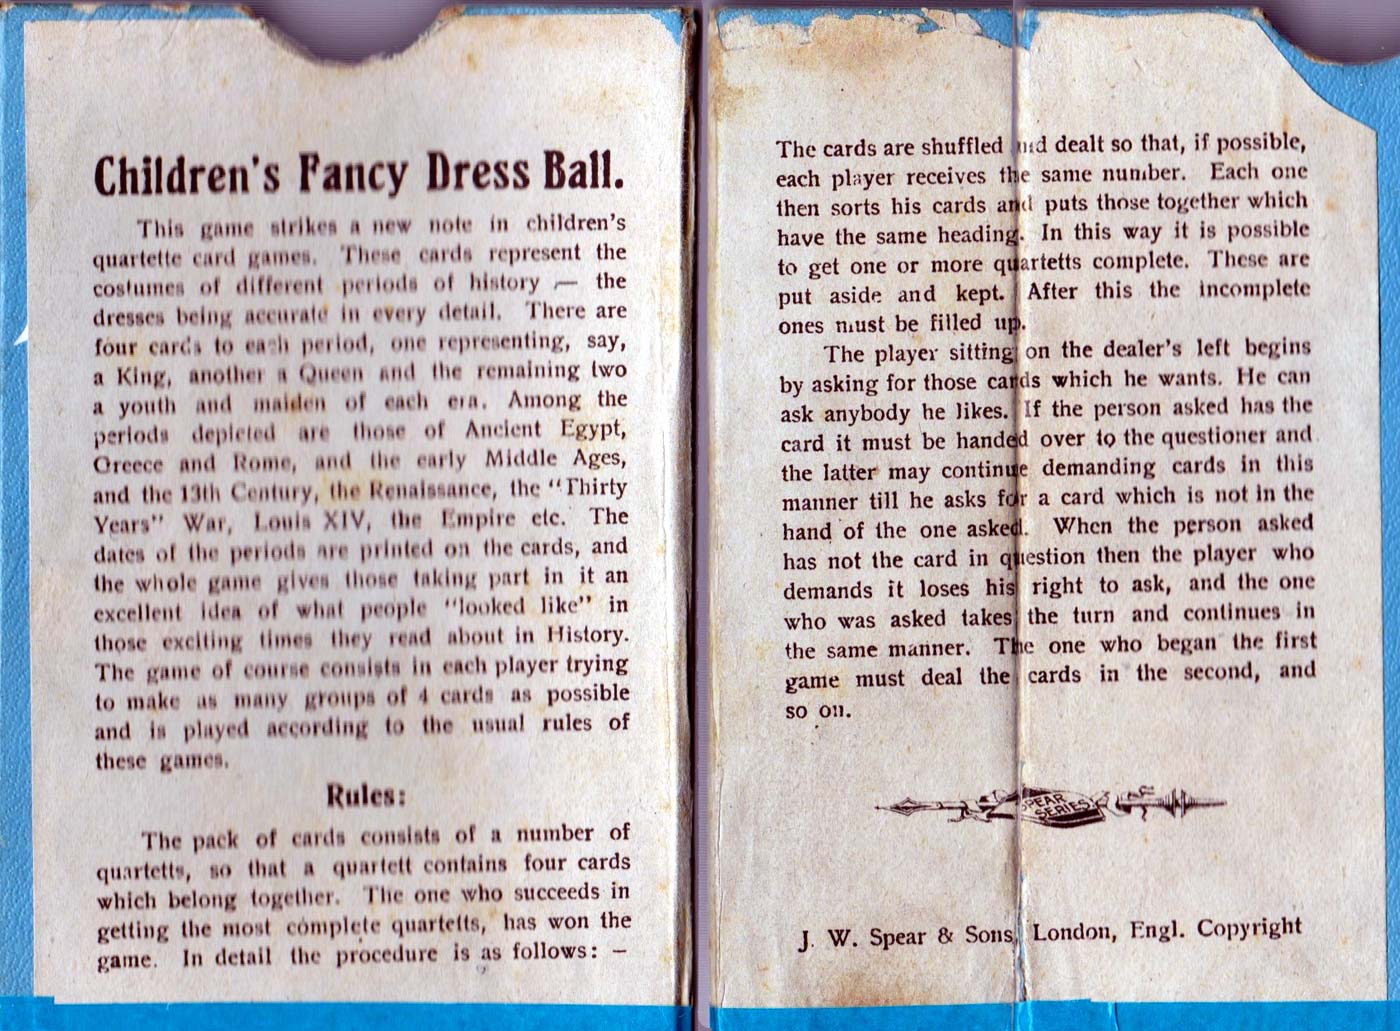 Children's Fancy Dress Ball.
This game strikes a new note in children's
quartette card games. These cards represent the
costumes of different periods of history — the
dresses being accurate in every detail. There are
four cards to each period, one representing, say,
a King, another a Queen and the remaining two
a youth and maiden of each era. Among the
periods depicted are those of Ancient Egypt,
Greece and Rome, and the early Middle Ages,
and the 13th Century, the Renaissance, the "Thirty
Years" War, Louis XIV, the Empire etc. The
dates of the periods are printed on the cards, and
the whole game gives those taking part in it an
excellent idea of what people "looked like" in
those exciting times they read about in History.
The game of course consists in each player trying
to make as many groups of 4 cards as possible
and is played according to the usual rules of
these games.
Rules:
The pack of cards consists of a number of
quartetts, so that a quartett contains four cards
which belong together. The one who succeeds in
getting the most complete quartetts, has won the
game. In detail the procedure is as follows: —
The cards are shuffled and dealt so that, if possible,
each player receives the same number. Each one
then sorts his cards and puts those together which
have the same heading. In this way it is possible
to get one or more quartetts complete. These are
put aside and kept. After this the incomplete
ones must be filled up.
The player sitting on the dealer's left begins
by asking for those cards which he wants. He can
ask anybody he likes. If the person asked has the
card it must be handed over to the questioner and
the latter may continue demanding cards in this
manner till he asks for a card which is not in the
hand of the one asked. When the person asked
has not the card in question then the player who
demands it loses his right to ask, and the one
who was asked takes the turn and continues in
the same manner. The one who began the first
game must deal the cards in the second, and
so on.
SPEAR
SERIES
J. W. Spear & Sons, London, Engl. Copyright